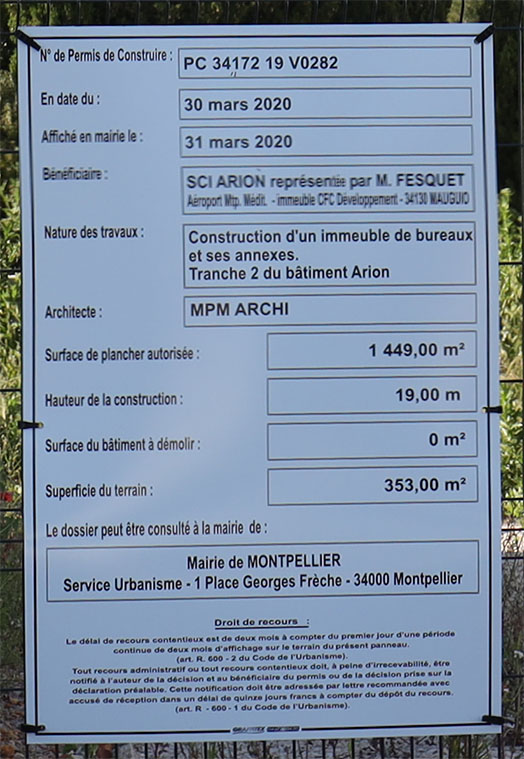 N° de Permis de Construire : PC 34172 19 V0282
En date du : 30 mars 2020
Affiché en mairie le : 31 mars 2020
Bénéficiaire : SCI ARION représentée par M. FESQUET
Aéroport Mtp. Médit. - immeuble CFC Développement - 34130 MAUGUIO
Nature des travaux : Construction d'un immeuble de bureaux
et ses annexes.
Tranche 2 du bâtiment Arion
Architecte : MPM ARCHI
Surface de plancher autorisée : 1 449,00 m²
Hauteur de la construction : 19,00 m
Surface du bâtiment à démolir : 0 m²
Superficie du terrain : 353,00 m²
Le dossier peut être consulté à la mairie de :
Mairie de MONTPELLIER
Service Urbanisme - 1 Place Georges Frèche - 34000 Montpellier
Droit de recours :
Le délai de recours contentieux est de deux mois à compter du premier jour d'une période
continue de deux mois d'affichage sur le terrain du présent panneau.
(art. R. 600 - 2 du Code de l'Urbanisme).
Tout recours administratif ou tout recours contentieux doit, à peine d'irrecevabilité, être
notifié à l'auteur de la décision et au bénéficiaire du permis ou de la décision prise sur la
déclaration préalable. Cette notification doit être adressée par lettre recommandée avec
accusé de réception dans un délai de quinze jours francs à compter du dépôt du recours.
(art. R - 600 - 1 du Code de l'Urbanisme).